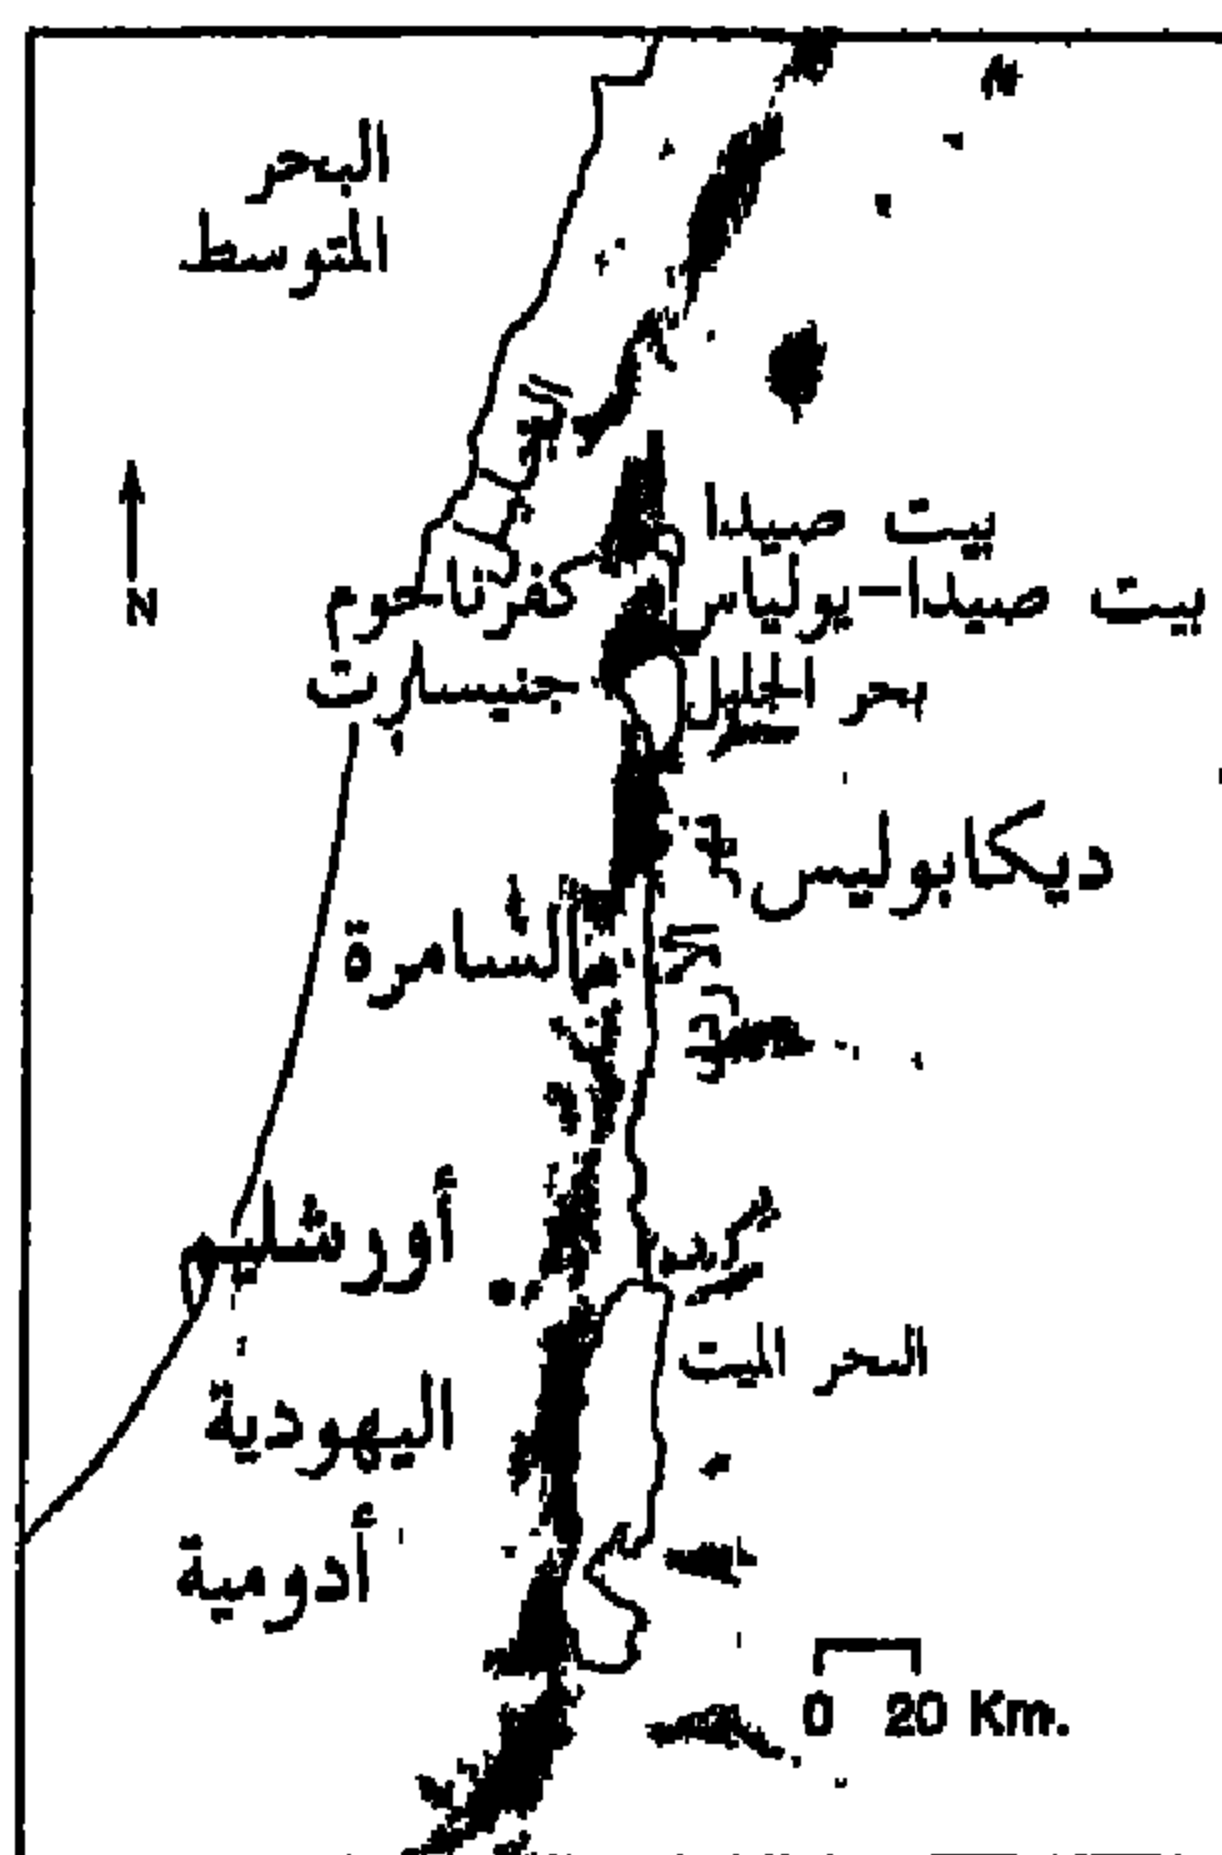 البحر
المتوسط
N
بيت صيدا
بيت صيدا-يولياس
كفرناحوم
بحر الجليل
جنيسارت
ديكابوليس
السامرة
أورشليم
البحر الميت
اليهودية
أدومية
0 20 Km.